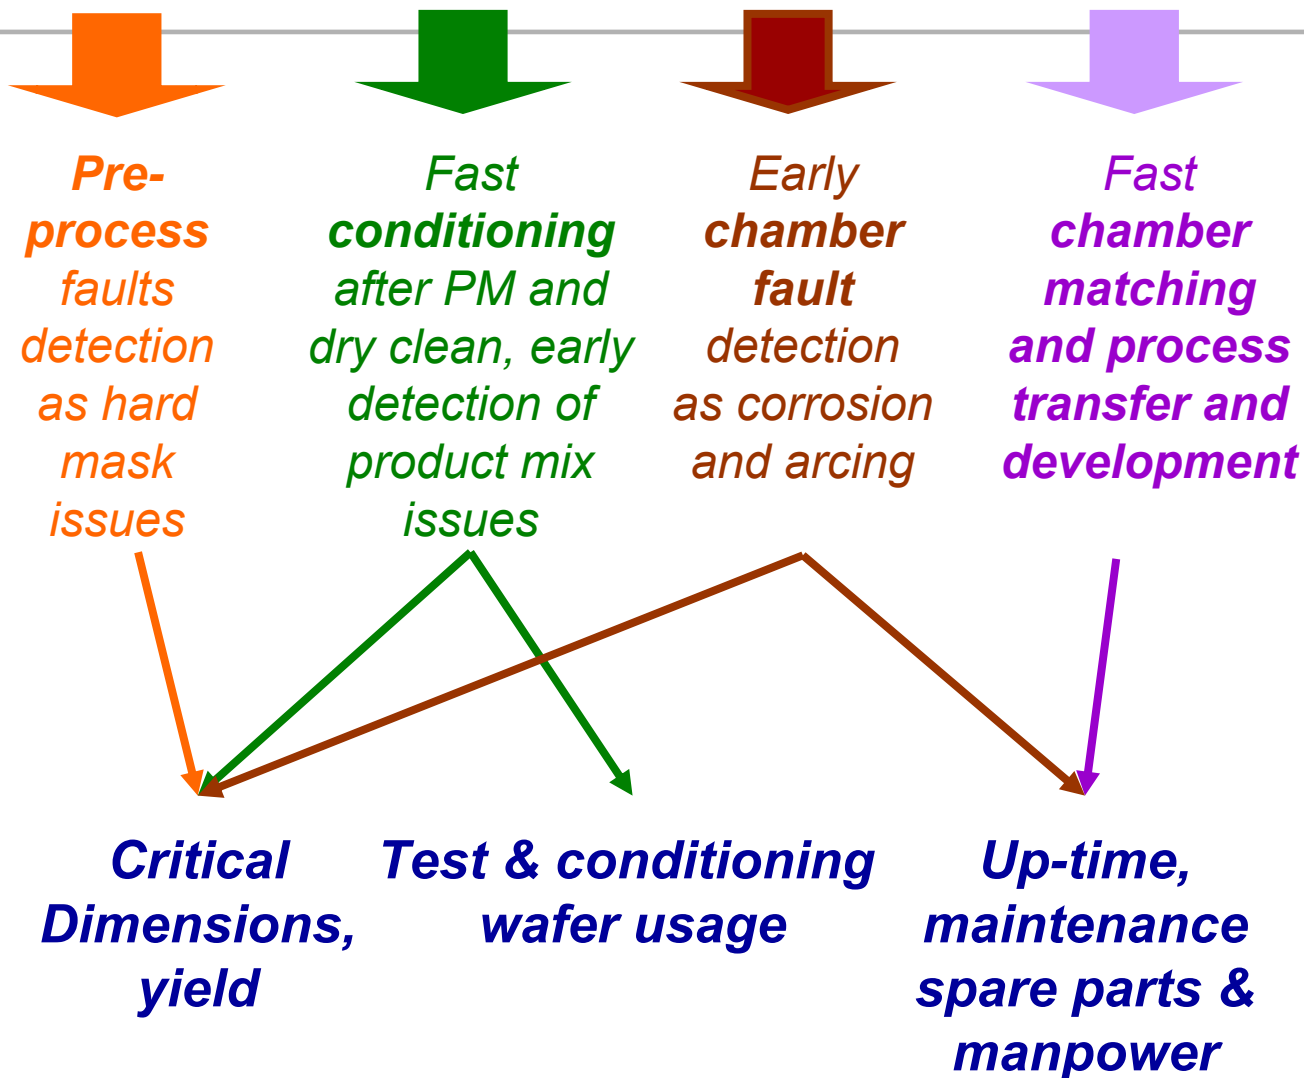 Pre-
process
faults
detection
as hard
mask
issues
Fast
conditioning
after PM and
dry clean, early
detection of
product mix
issues
Early
chamber
fault
detection
as corrosion
and arcing
Fast
chamber
matching
and process
transfer and
development
Critical
Dimensions,
yield
Test & conditioning
wafer usage
Up-time,
maintenance
spare parts &
manpower